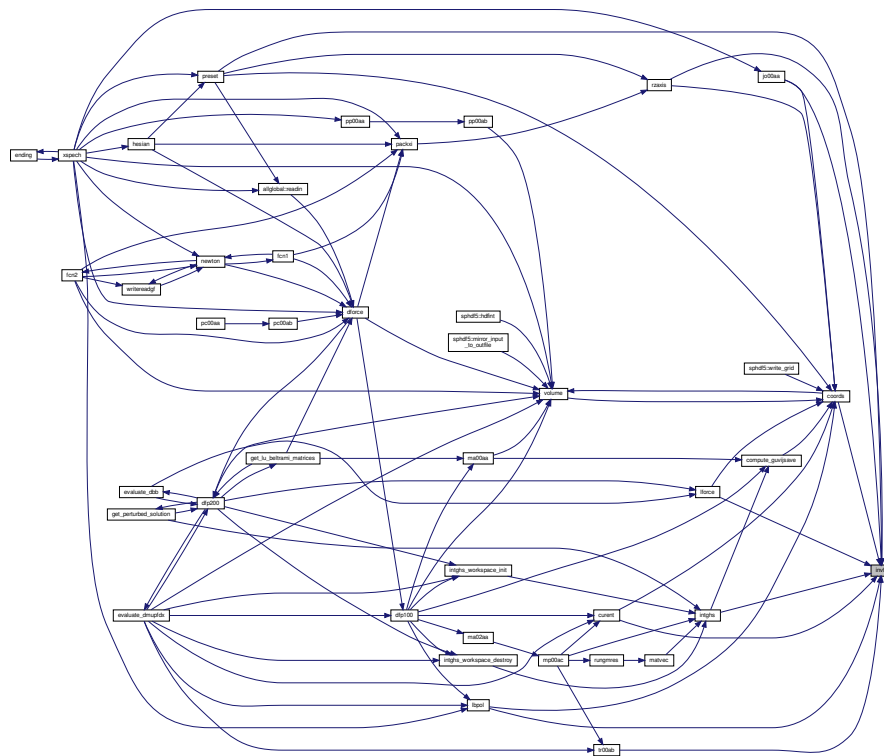 preset
jo00aa
rzaxis
pp00aa
pp00ab
hesian
packxi
ending
xspech
allglobal::readin
newton
fcn1
fcn2
writereadgf
dforce
sphdf5::hdfint
pc00aa
pc00ab
sphdf5::mirror_input
_to_outfile
sphdf5::write_grid
volume
coords
get_lu_beltrami_matrices
ma00aa
compute_guvijsave
evaluate_dbb
lforce
dfp200
get_perturbed_solution
intghs_workspace_init
evaluate_dmupfdx
dfp100
curent
intghs
ma02aa
intghs_workspace_destroy
mp00ac
rungmres
matvec
lbpol
tr00ab